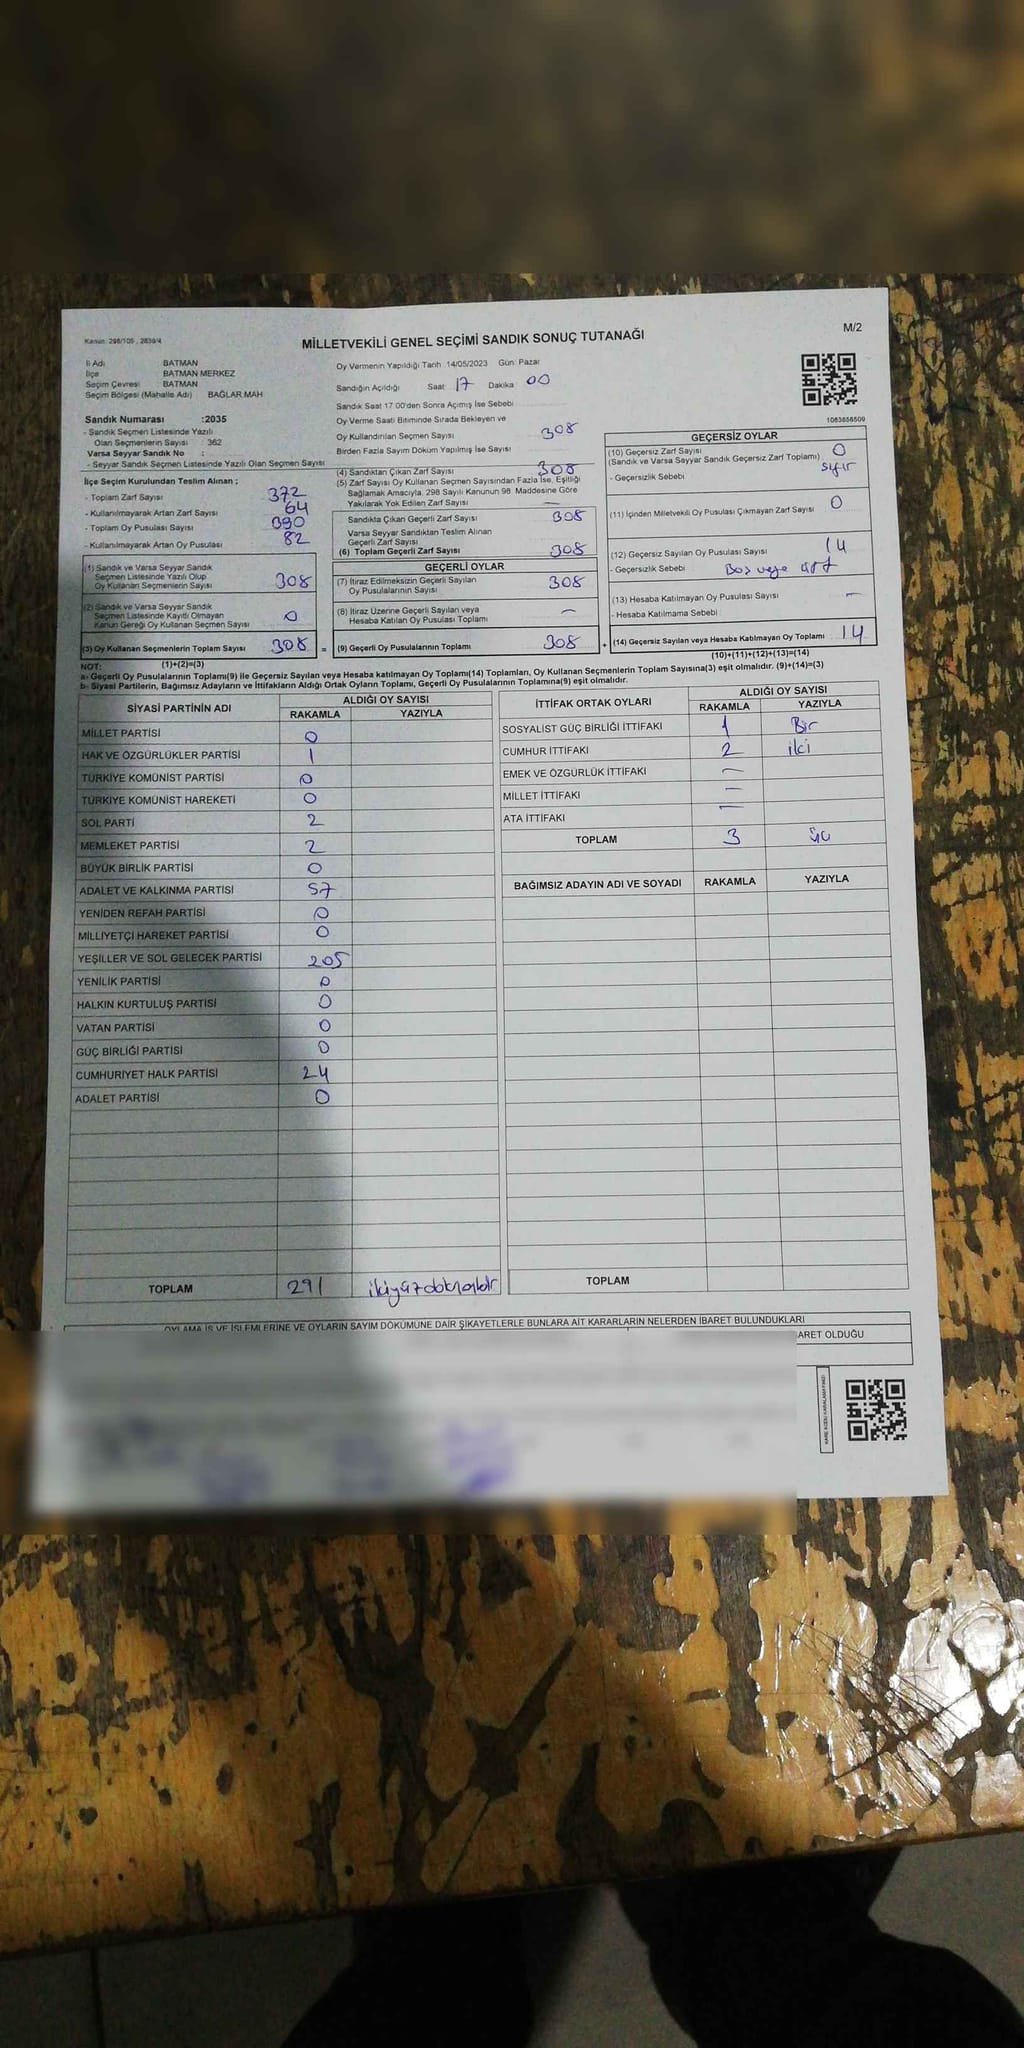 Kanun: 298/105 , 2839/4
MİLLETVEKİLİ GENEL SEÇİMİ SANDIK SONUÇ TUTANAĞI
M/2
İl Adı BATMAN
İlçe BATMAN MERKEZ
Seçim Çevresi BATMAN
Seçim Bölgesi (Mahalle Adı) BAĞLAR MAH
Sandık Numarası :2035
- Sandık Seçmen Listesinde Yazılı
Olan Seçmenlerin Sayısı : 362
Varsa Seyyar Sandık No :
- Seyyar Sandık Seçmen Listesinde Yazılı Olan Seçmen Sayısı
İlçe Seçim Kurulundan Teslim Alınan ;
- Toplam Zarf Sayısı 372
- Kullanılmayarak Artan Zarf Sayısı 64
- Toplam Oy Pusulası Sayısı 390
- Kullanılmayarak Artan Oy Pusulası 82
(1) Sandık ve Varsa Seyyar Sandık
Seçmen Listesinde Yazılı Olup
Oy Kullanan Seçmenlerin Sayısı 308
(2) Sandık ve Varsa Seyyar Sandık
Seçmen Listesinde Kayıtlı Olmayan
Kanun Gereği Oy Kullanan Seçmen Sayısı 0
(3) Oy Kullanan Seçmenlerin Toplam Sayısı 308 =
(1)+(2)=(3)
Oy Vermenin Yapıldığı Tarih :14/05/2023 Gün: Pazar
Sandığın Açıldığı Saat 17 Dakika 00
Sandık Saat 17:00'den Sonra Açılmış İse Sebebi
Oy Verme Saati Bitiminde Sırada Bekleyen ve
Oy Kullandırılan Seçmen Sayısı 308
Birden Fazla Sayım Döküm Yapılmış İse Sayısı
(4) Sandıktan Çıkan Zarf Sayısı 308
(5) Zarf Sayısı Oy Kullanan Seçmen Sayısından Fazla İse, Eşitliği
Sağlamak Amacıyla, 298 Sayılı Kanunun 98. Maddesine Göre
Yakılarak Yok Edilen Zarf Sayısı —
Sandıkta Çıkan Geçerli Zarf Sayısı 308
Varsa Seyyar Sandıktan Teslim Alınan
Geçerli Zarf Sayısı
(6) Toplam Geçerli Zarf Sayısı 308
GEÇERLİ OYLAR
(7) İtiraz Edilmeksizin Geçerli Sayılan
Oy Pusulalarının Sayısı 308
(8) İtiraz Üzerine Geçerli Sayılan veya
Hesaba Katılan Oy Pusulası Toplamı —
(9) Geçerli Oy Pusulalarının Toplamı 308 +
1063856509
GEÇERSİZ OYLAR
(10) Geçersiz Zarf Sayısı 0
(Sandık ve Varsa Seyyar Sandık Geçersiz Zarf Toplamı) sıfır
- Geçersizlik Sebebi
(11) İçinden Milletvekili Oy Pusulası Çıkmayan Zarf Sayısı 0
(12) Geçersiz Sayılan Oy Pusulası Sayısı 14
- Geçersizlik Sebebi Boş veya
(13) Hesaba Katılmayan Oy Pusulası Sayısı —
- Hesaba Katılmama Sebebi :
(14) Geçersiz Sayılan veya Hesaba Katılmayan Oy Toplamı 14
(10)+(11)+(12)+(13)=(14)
NOT:
a- Geçerli Oy Pusulalarının Toplamı(9) ile Geçersiz Sayılan veya Hesaba katılmayan Oy Toplamı(14) Toplamları, Oy Kullanan Seçmenlerin Toplam Sayısına(3) eşit olmalıdır. (9)+(14)=(3)
b- Siyasi Partilerin, Bağımsız Adayların ve İttifakların Aldığı Ortak Oyların Toplamı, Geçerli Oy Pusulalarının Toplamına(9) eşit olmalıdır.
SİYASİ PARTİNİN ADI ALDIĞI OY SAYISI
RAKAMLA YAZIYLA
MİLLET PARTİSİ 0
HAK VE ÖZGÜRLÜKLER PARTİSİ 1
TÜRKİYE KOMÜNİST PARTİSİ 0
TÜRKİYE KOMÜNİST HAREKETİ 0
SOL PARTİ 2
MEMLEKET PARTİSİ 2
BÜYÜK BİRLİK PARTİSİ 0
ADALET VE KALKINMA PARTİSİ 57
YENİDEN REFAH PARTİSİ 0
MİLLİYETÇİ HAREKET PARTİSİ 0
YEŞİLLER VE SOL GELECEK PARTİSİ 205
YENİLİK PARTİSİ 0
HALKIN KURTULUŞ PARTİSİ 0
VATAN PARTİSİ 0
GÜÇ BİRLİĞİ PARTİSİ 0
CUMHURİYET HALK PARTİSİ 24
ADALET PARTİSİ 0
TOPLAM 291
İTTİFAK ORTAK OYLARI ALDIĞI OY SAYISI
RAKAMLA YAZIYLA
SOSYALİST GÜÇ BİRLİĞİ İTTİFAKI 1 Bir
CUMHUR İTTİFAKI 2 iki
EMEK VE ÖZGÜRLÜK İTTİFAKI —
MİLLET İTTİFAKI —
ATA İTTİFAKI —
TOPLAM 3 üç
BAĞIMSIZ ADAYIN ADI VE SOYADI RAKAMLA YAZIYLA
TOPLAM
OYLAMA İŞ VE İŞLEMLERİNE VE OYLARIN SAYIM DÖKÜMÜNE DAİR ŞİKAYETLERLE BUNLARA AİT KARARLARIN NELERDEN İBARET BULUNDUKLARI
ARET OLDUĞU